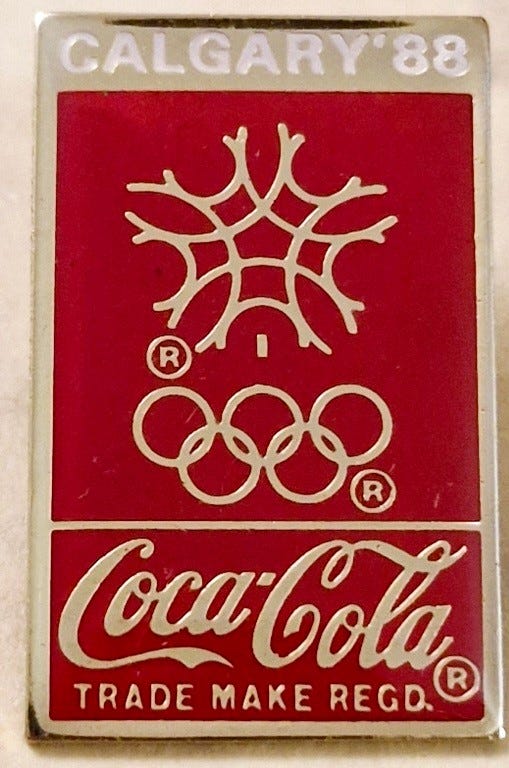 CALGARY'88
®
®
Coca-Cola®
TRADE MAKE REGD.